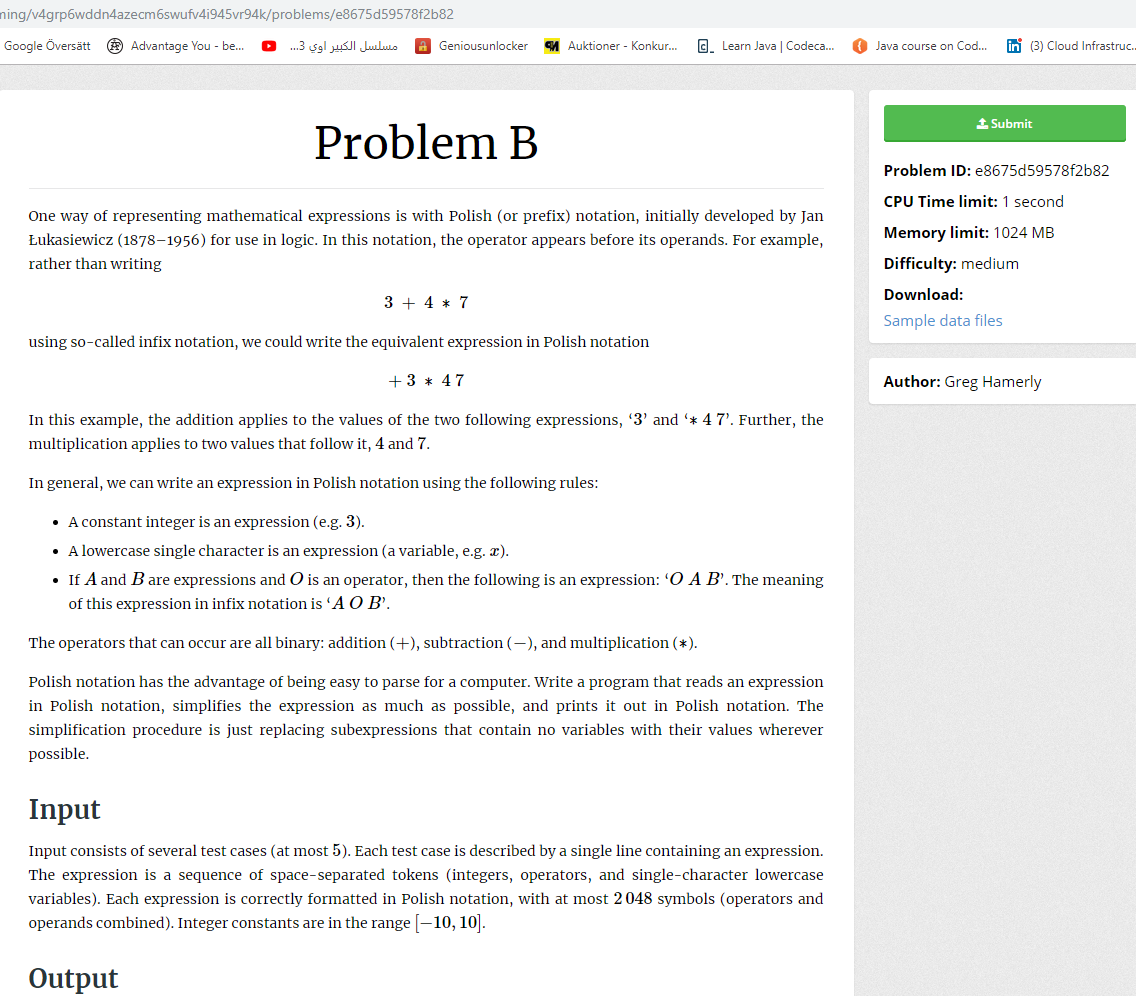 ming/v4grp6wddn4azecm6swufv4i945vr94k/problems/e8675d59578f2b82
Google Översätt Advantage You - be... مسلسل الكبير اوي 3... Geniousunlocker Auktioner - Konkur... Learn Java | Codeca... Java course on Cod... (3) Cloud Infrastruc...
Problem B
One way of representing mathematical expressions is with Polish (or prefix) notation, initially developed by Jan
Łukasiewicz (1878–1956) for use in logic. In this notation, the operator appears before its operands. For example,
rather than writing
3 + 4 * 7
using so-called infix notation, we could write the equivalent expression in Polish notation
+ 3 * 4 7
In this example, the addition applies to the values of the two following expressions, ‘3’ and ‘* 4 7’. Further, the
multiplication applies to two values that follow it, 4 and 7.
In general, we can write an expression in Polish notation using the following rules:
• A constant integer is an expression (e.g. 3).
• A lowercase single character is an expression (a variable, e.g. x).
• If A and B are expressions and O is an operator, then the following is an expression: ‘O A B’. The meaning
of this expression in infix notation is ‘A O B’.
The operators that can occur are all binary: addition (+), subtraction (−), and multiplication (*).
Polish notation has the advantage of being easy to parse for a computer. Write a program that reads an expression
in Polish notation, simplifies the expression as much as possible, and prints it out in Polish notation. The
simplification procedure is just replacing subexpressions that contain no variables with their values wherever
possible.
Input
Input consists of several test cases (at most 5). Each test case is described by a single line containing an expression.
The expression is a sequence of space-separated tokens (integers, operators, and single-character lowercase
variables). Each expression is correctly formatted in Polish notation, with at most 2 048 symbols (operators and
operands combined). Integer constants are in the range [−10, 10].
Output
Submit
Problem ID: e8675d59578f2b82
CPU Time limit: 1 second
Memory limit: 1024 MB
Difficulty: medium
Download:
Sample data files
Author: Greg Hamerly